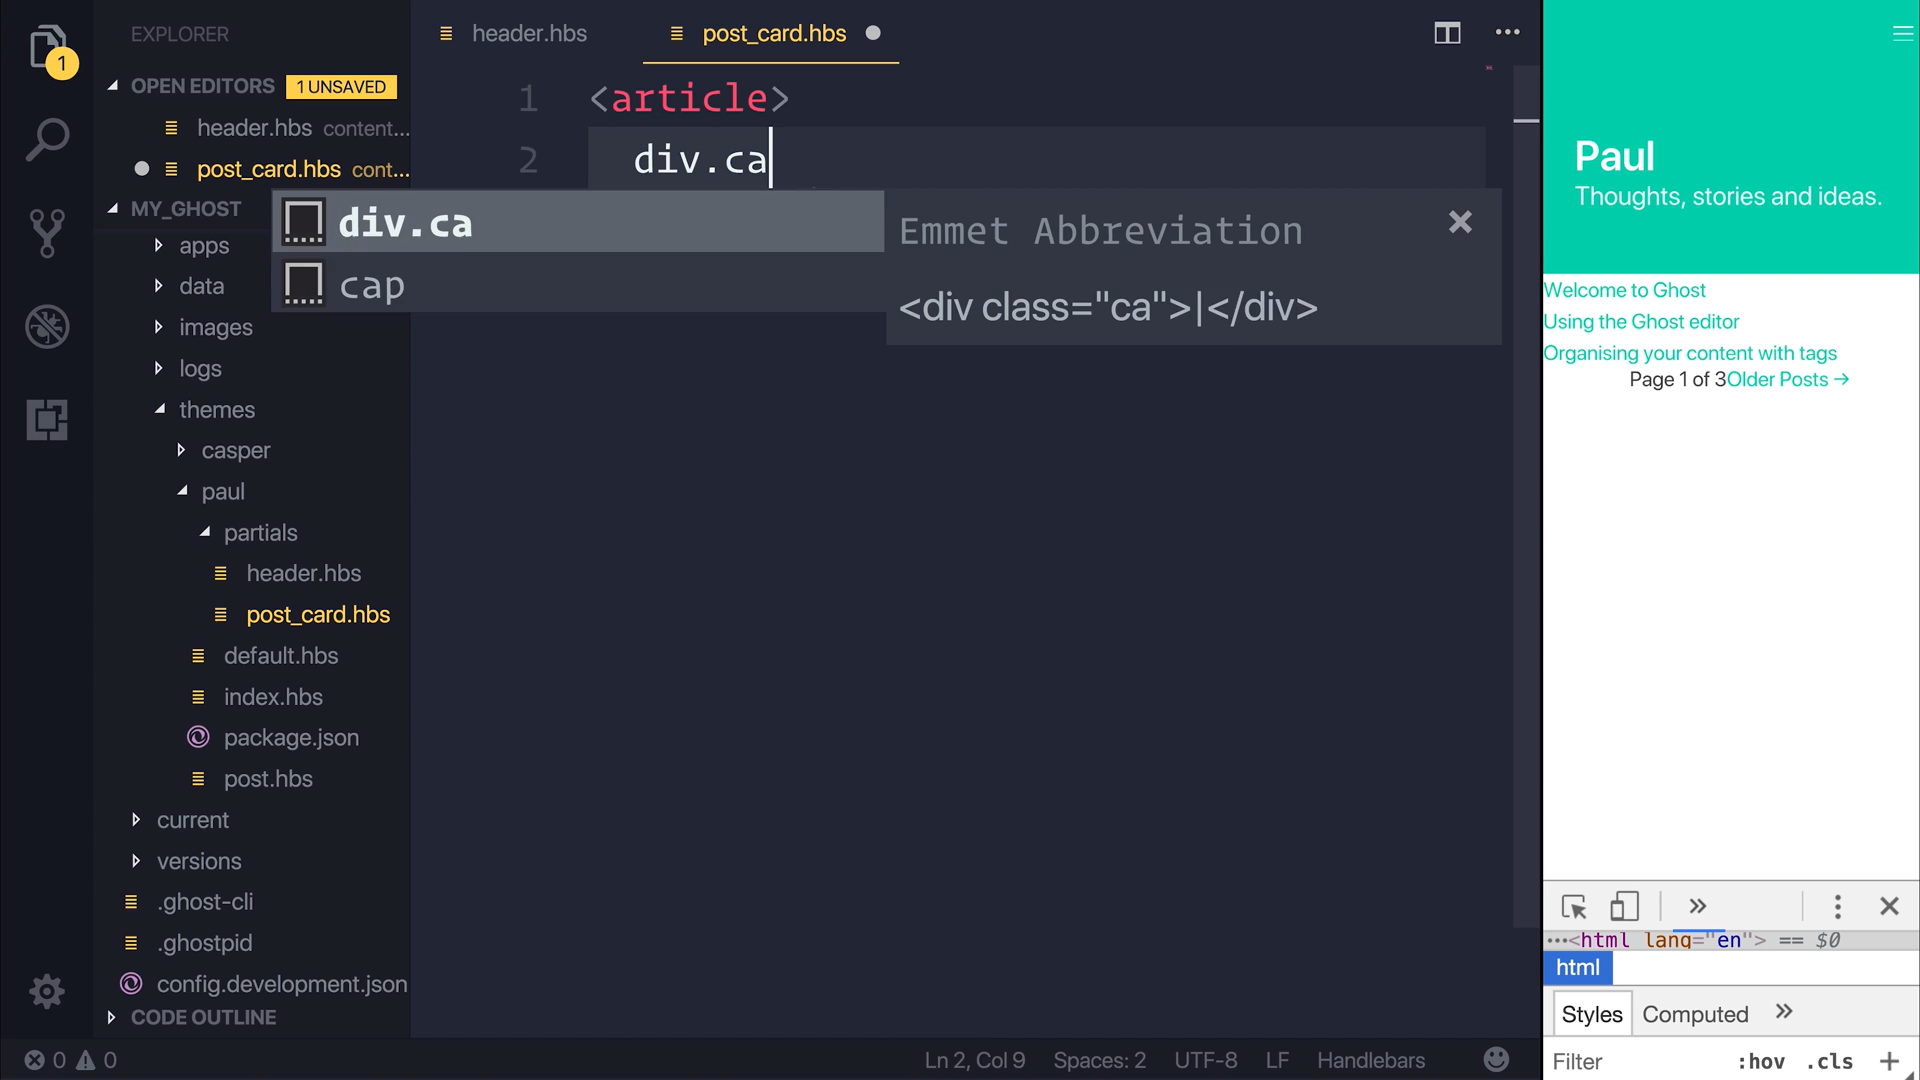 1
EXPLORER
OPEN EDITORS 1 UNSAVED
header.hbs content...
post_card.hbs cont...
MY_GHOST
apps
data
images
logs
themes
casper
paul
partials
header.hbs
post_card.hbs
default.hbs
index.hbs
package.json
post.hbs
current
versions
.ghost-cli
.ghostpid
config.development.json
CODE OUTLINE
header.hbs
post_card.hbs
1 <article>
2 div.ca
div.ca
cap
Emmet Abbreviation
<div class="ca">|</div>
0 0
Ln 2, Col 9 Spaces: 2 UTF-8 LF Handlebars
Paul
Thoughts, stories and ideas.
Welcome to Ghost
Using the Ghost editor
Organising your content with tags
Page 1 of 3Older Posts →
...<html lang="en"> == $0
html
Styles Computed
Filter :hov .cls